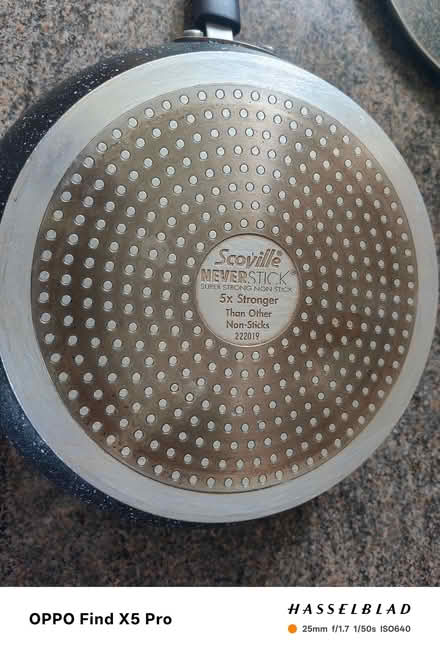 Scoville®
NEVERSTICK®
SUPER STRONG NON STICK
5x Stronger
Than Other
Non-Sticks
222019
OPPO Find X5 Pro
HASSELBLAD
25mm f/1.7 1/50s ISO640